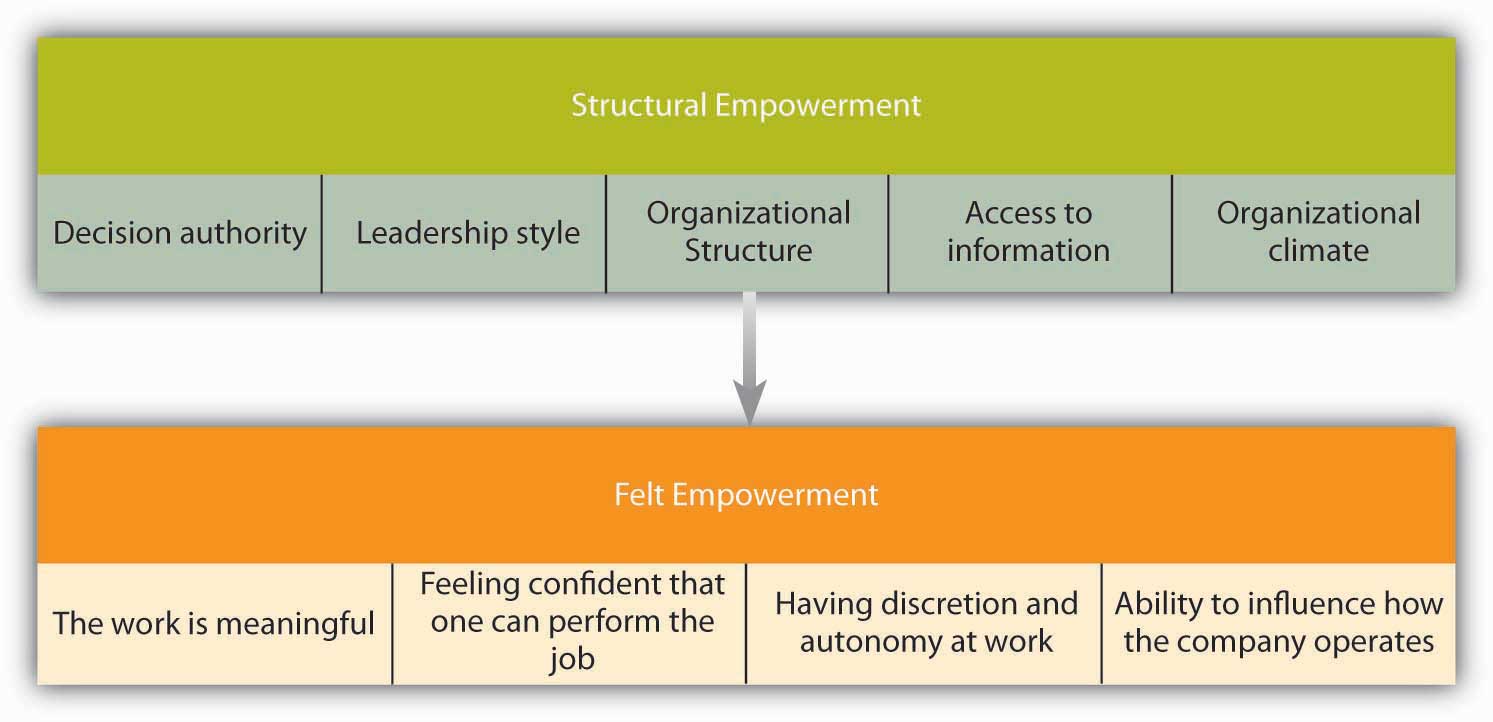 Structural Empowerment
Decision authority
Leadership style
Organizational
Structure
Access to
information
Organizational
climate
Felt Empowerment
The work is meaningful
Feeling confident that
one can perform the
job
Having discretion and
autonomy at work
Ability to influence how
the company operates